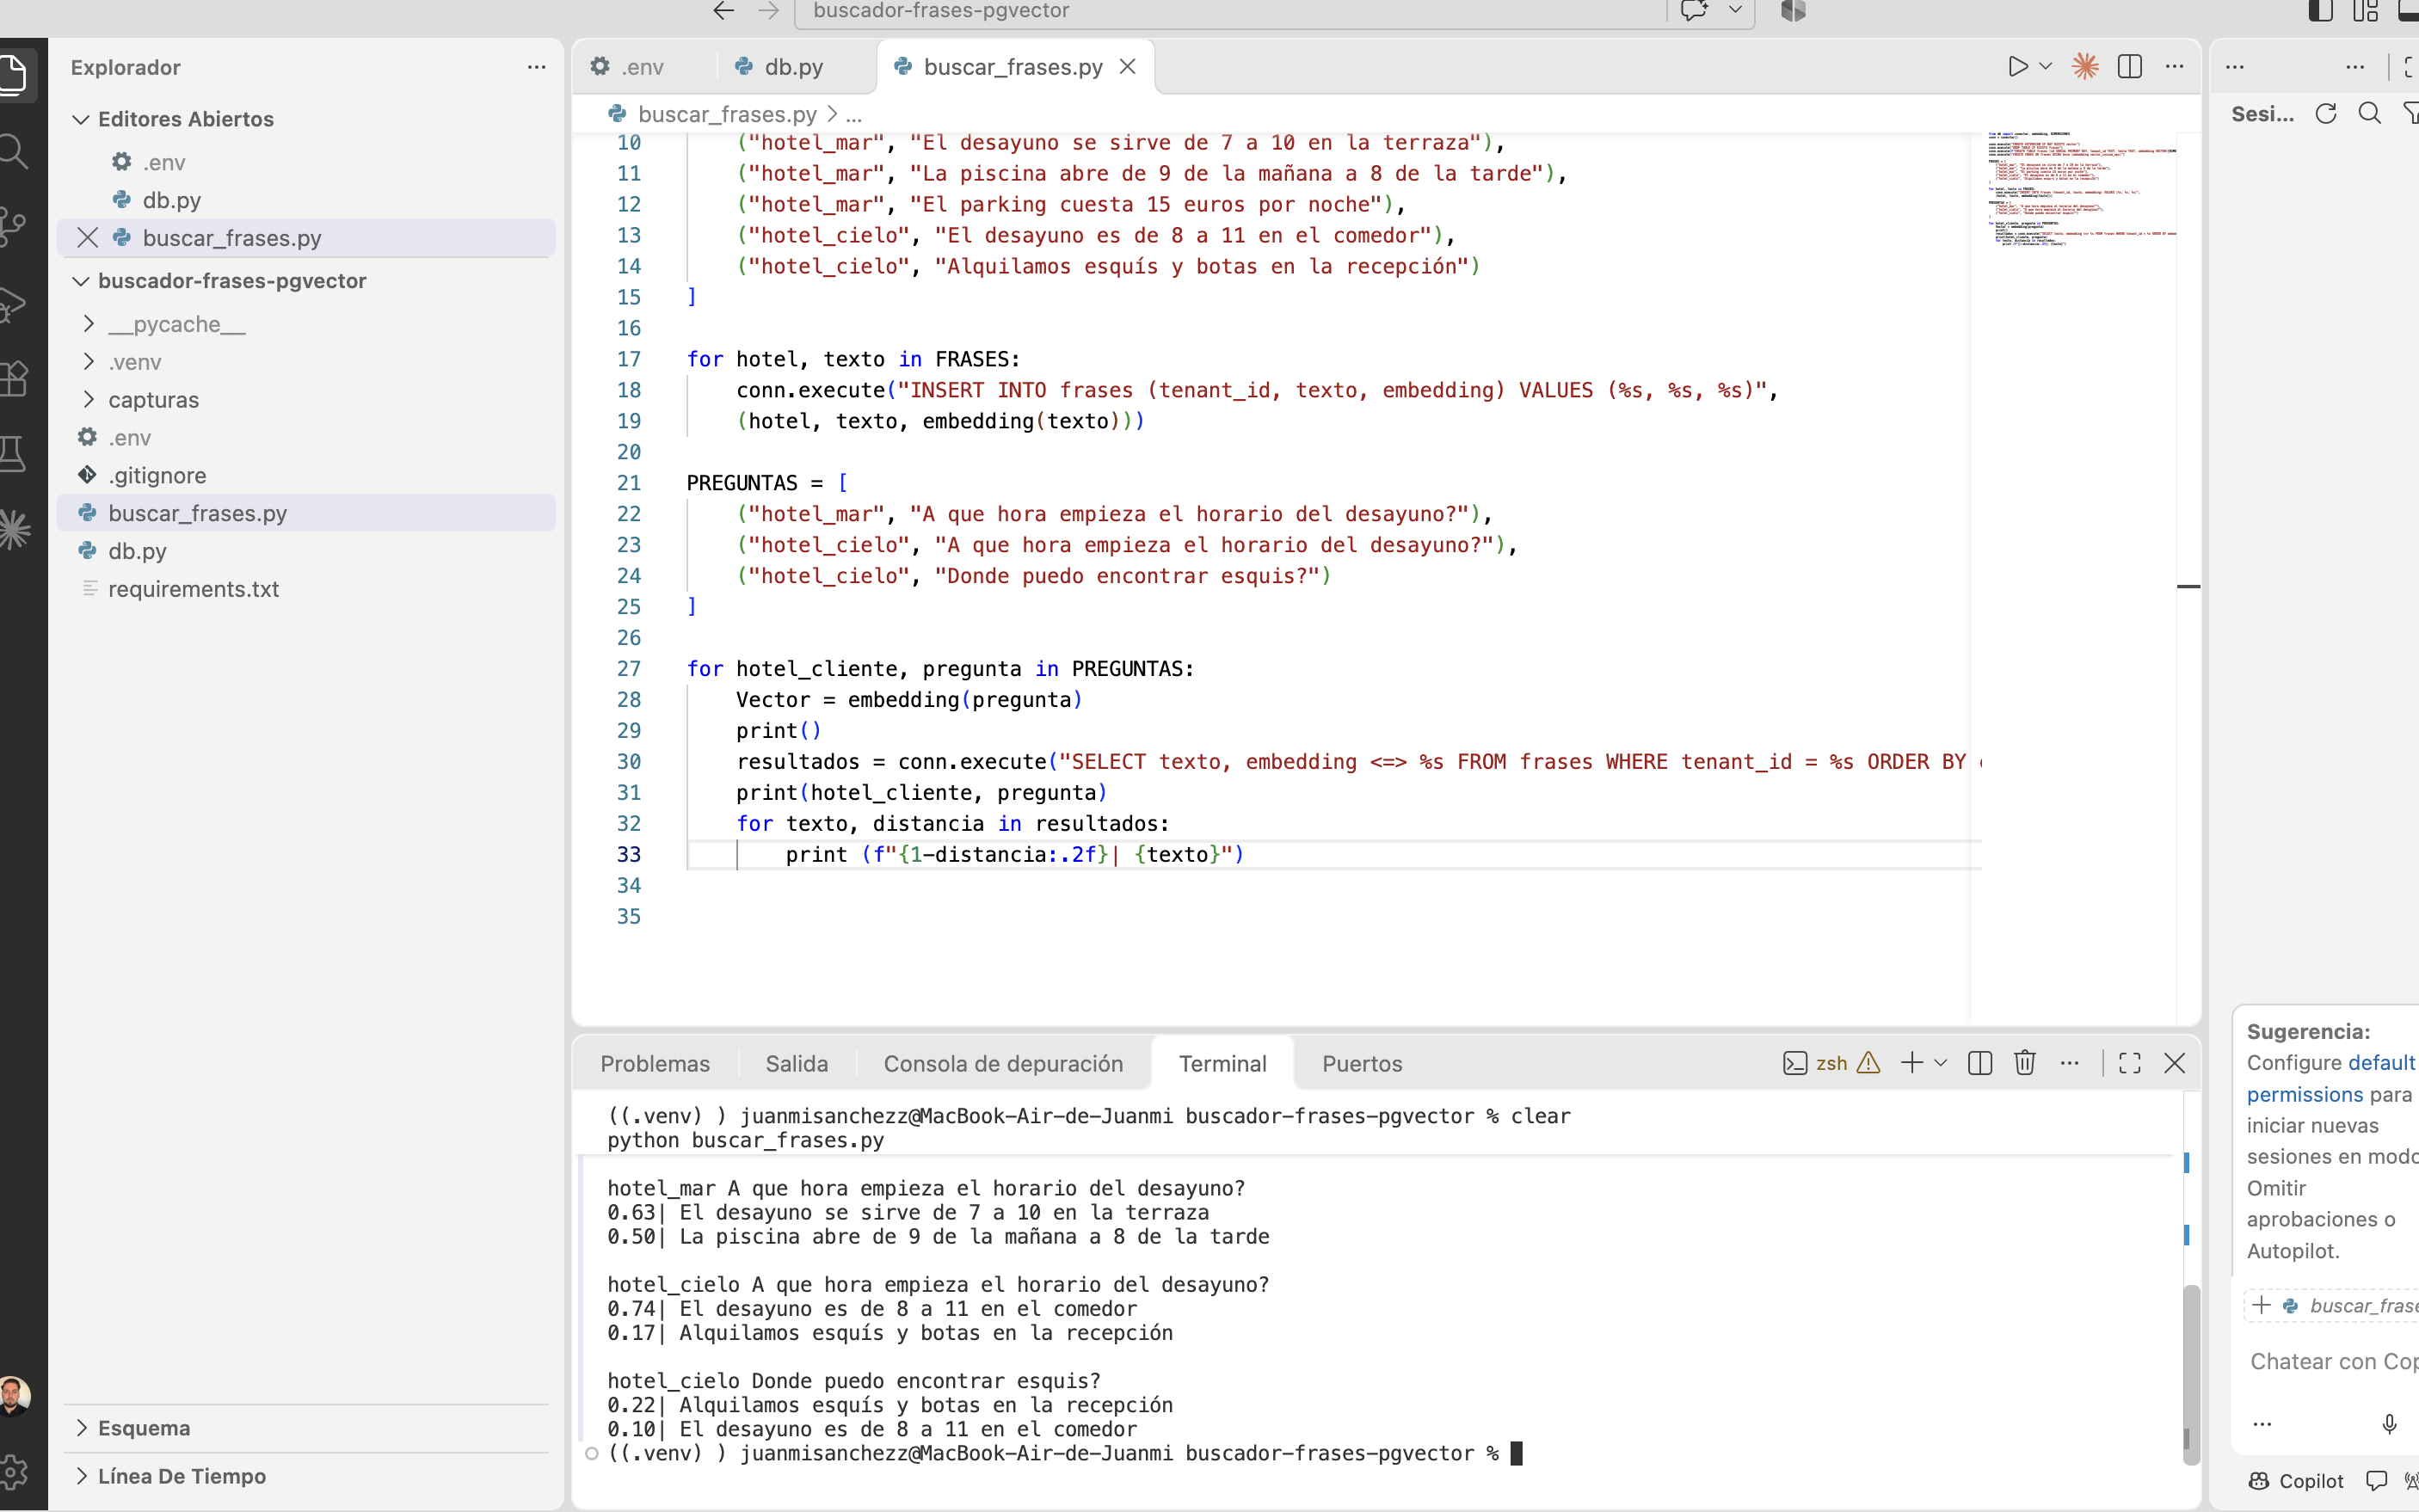 buscador-frases-pgvector
Explorador
Editores Abiertos
.env
db.py
buscar_frases.py
buscador-frases-pgvector
__pycache__
.venv
capturas
.env
.gitignore
buscar_frases.py
db.py
requirements.txt
Esquema
Línea De Tiempo
.env
db.py
buscar_frases.py
buscar_frases.py > ...
10 ("hotel_mar", "El desayuno se sirve de 7 a 10 en la terraza"),
11 ("hotel_mar", "La piscina abre de 9 de la mañana a 8 de la tarde"),
12 ("hotel_mar", "El parking cuesta 15 euros por noche"),
13 ("hotel_cielo", "El desayuno es de 8 a 11 en el comedor"),
14 ("hotel_cielo", "Alquilamos esquís y botas en la recepción")
15 ]
16
17 for hotel, texto in FRASES:
18 conn.execute("INSERT INTO frases (tenant_id, texto, embedding) VALUES (%s, %s, %s)",
19 (hotel, texto, embedding(texto)))
20
21 PREGUNTAS = [
22 ("hotel_mar", "A que hora empieza el horario del desayuno?"),
23 ("hotel_cielo", "A que hora empieza el horario del desayuno?"),
24 ("hotel_cielo", "Donde puedo encontrar esquis?")
25 ]
26
27 for hotel_cliente, pregunta in PREGUNTAS:
28 Vector = embedding(pregunta)
29 print()
30 resultados = conn.execute("SELECT texto, embedding <=> %s FROM frases WHERE tenant_id = %s ORDER BY
31 print(hotel_cliente, pregunta)
32 for texto, distancia in resultados:
33 print (f"{1-distancia:.2f}| {texto}")
34
35
Problemas
Salida
Consola de depuración
Terminal
Puertos
zsh
((.venv) ) juanmisanchezz@MacBook-Air-de-Juanmi buscador-frases-pgvector % clear
python buscar_frases.py
hotel_mar A que hora empieza el horario del desayuno?
0.63| El desayuno se sirve de 7 a 10 en la terraza
0.50| La piscina abre de 9 de la mañana a 8 de la tarde
hotel_cielo A que hora empieza el horario del desayuno?
0.74| El desayuno es de 8 a 11 en el comedor
0.17| Alquilamos esquís y botas en la recepción
hotel_cielo Donde puedo encontrar esquis?
0.22| Alquilamos esquís y botas en la recepción
0.10| El desayuno es de 8 a 11 en el comedor
((.venv) ) juanmisanchezz@MacBook-Air-de-Juanmi buscador-frases-pgvector %
Sesi...
Sugerencia:
Configure default
permissions para
iniciar nuevas
sesiones en modo
Omitir
aprobaciones o
Autopilot.
buscar_frase
Chatear con Cop
Copilot